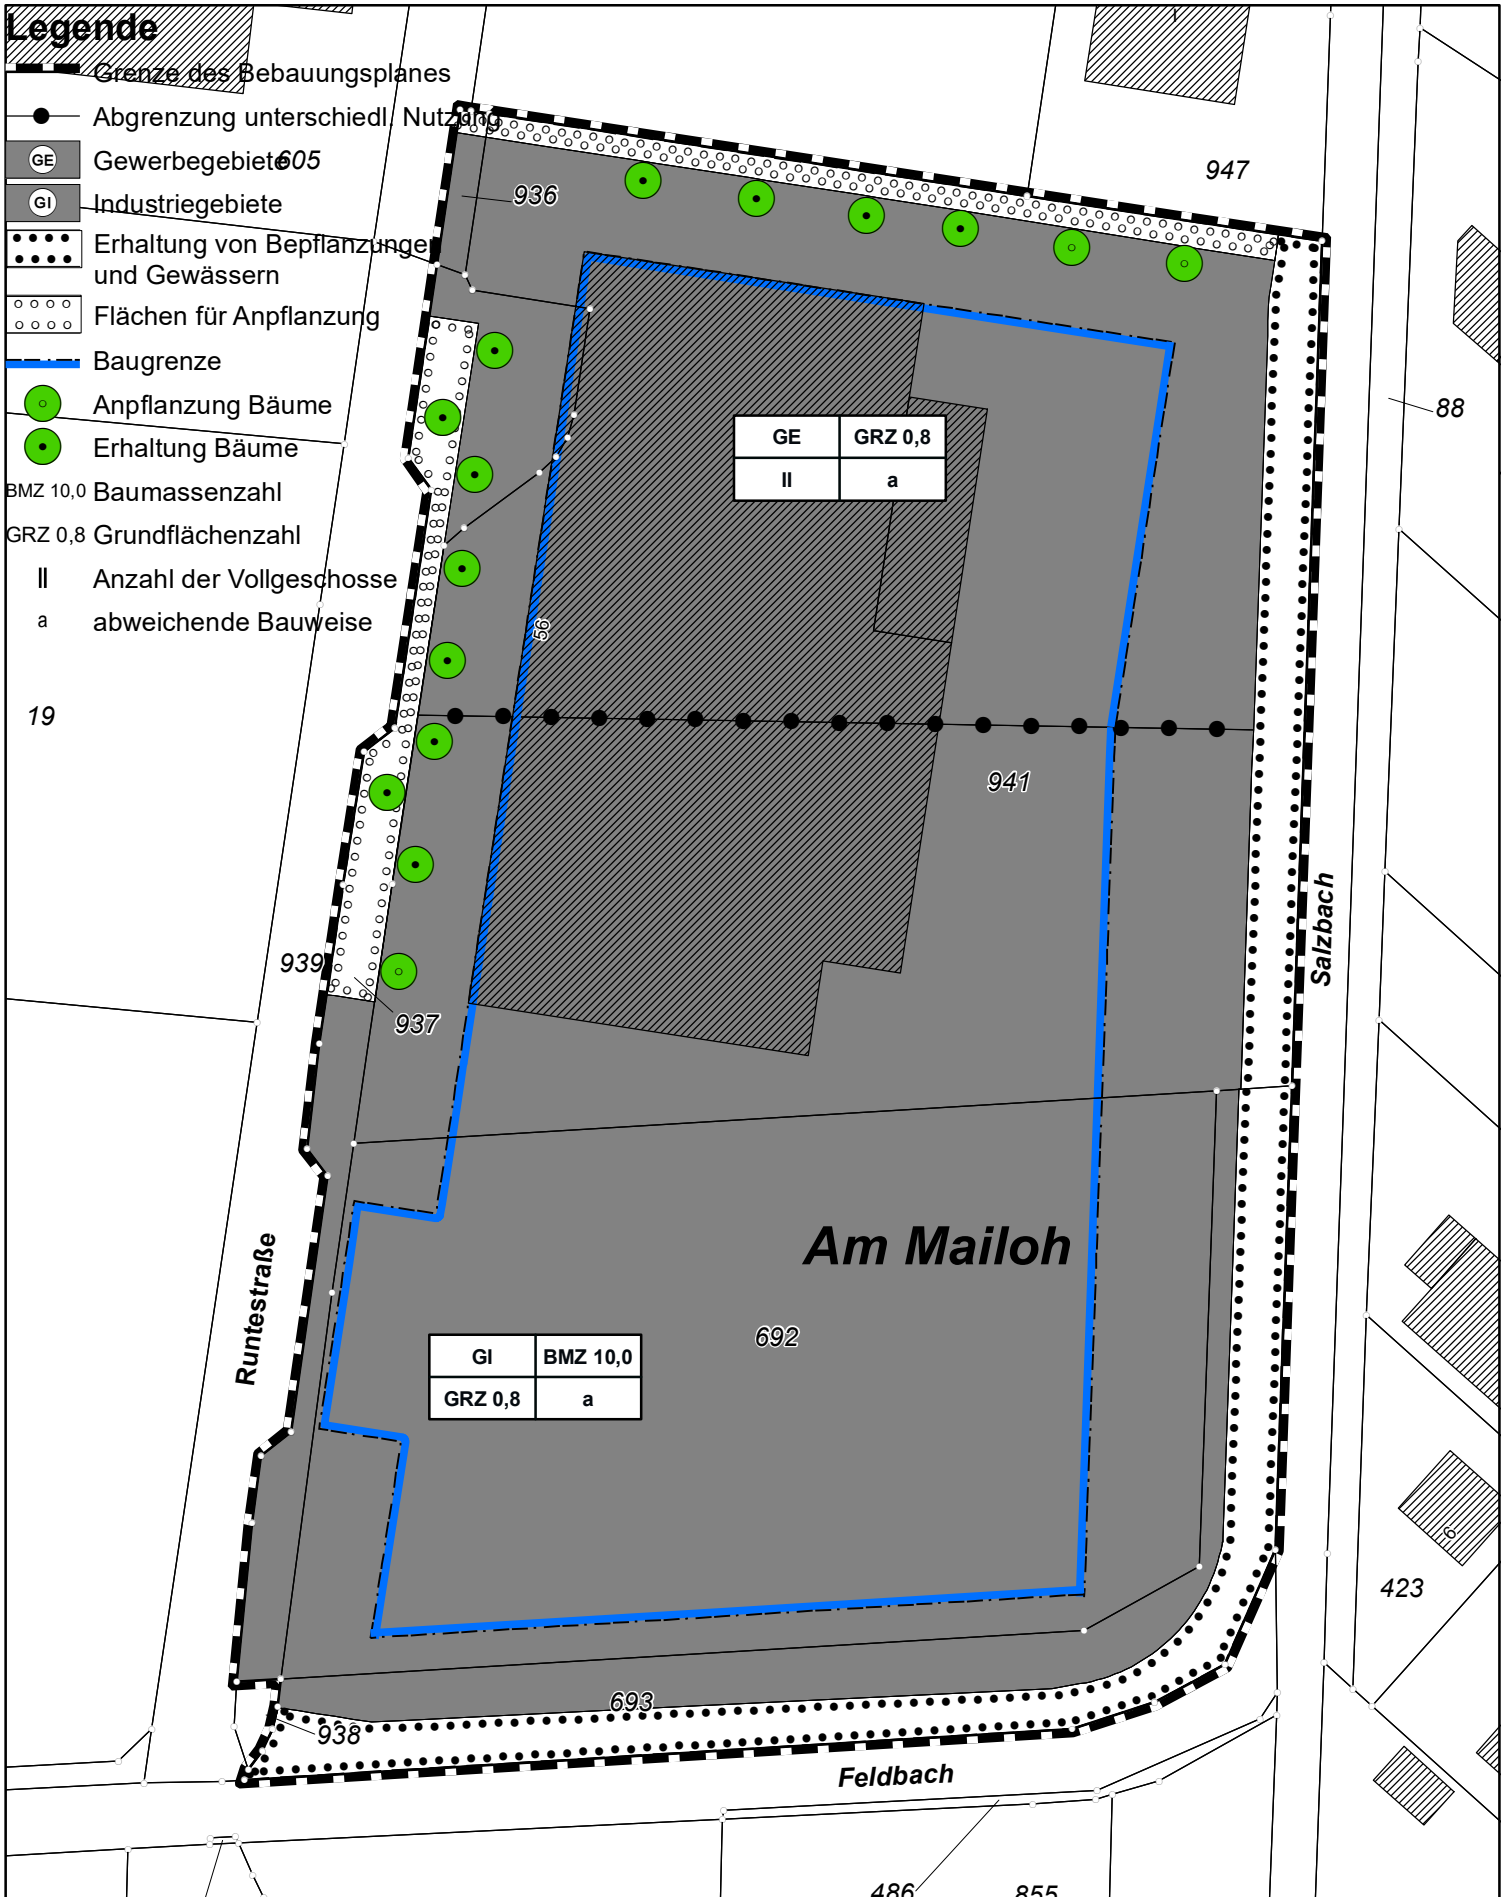 Legende
Grenze des Bebauungsplanes
Abgrenzung unterschiedl. Nutzung
GE Gewerbegebiete
GI Industriegebiete
Erhaltung von Bepflanzungen
und Gewässern
Flächen für Anpflanzung
Baugrenze
Anpflanzung Bäume
Erhaltung Bäume
BMZ 10,0 Baumassenzahl
GRZ 0,8 Grundflächenzahl
II Anzahl der Vollgeschosse
a abweichende Bauweise
605
936
947
88
GE GRZ 0,8
II a
56
19
941
Salzbach
939
937
Am Mailoh
Runtestraße
692
GI BMZ 10,0
GRZ 0,8 a
6
423
693
938
Feldbach
486
855